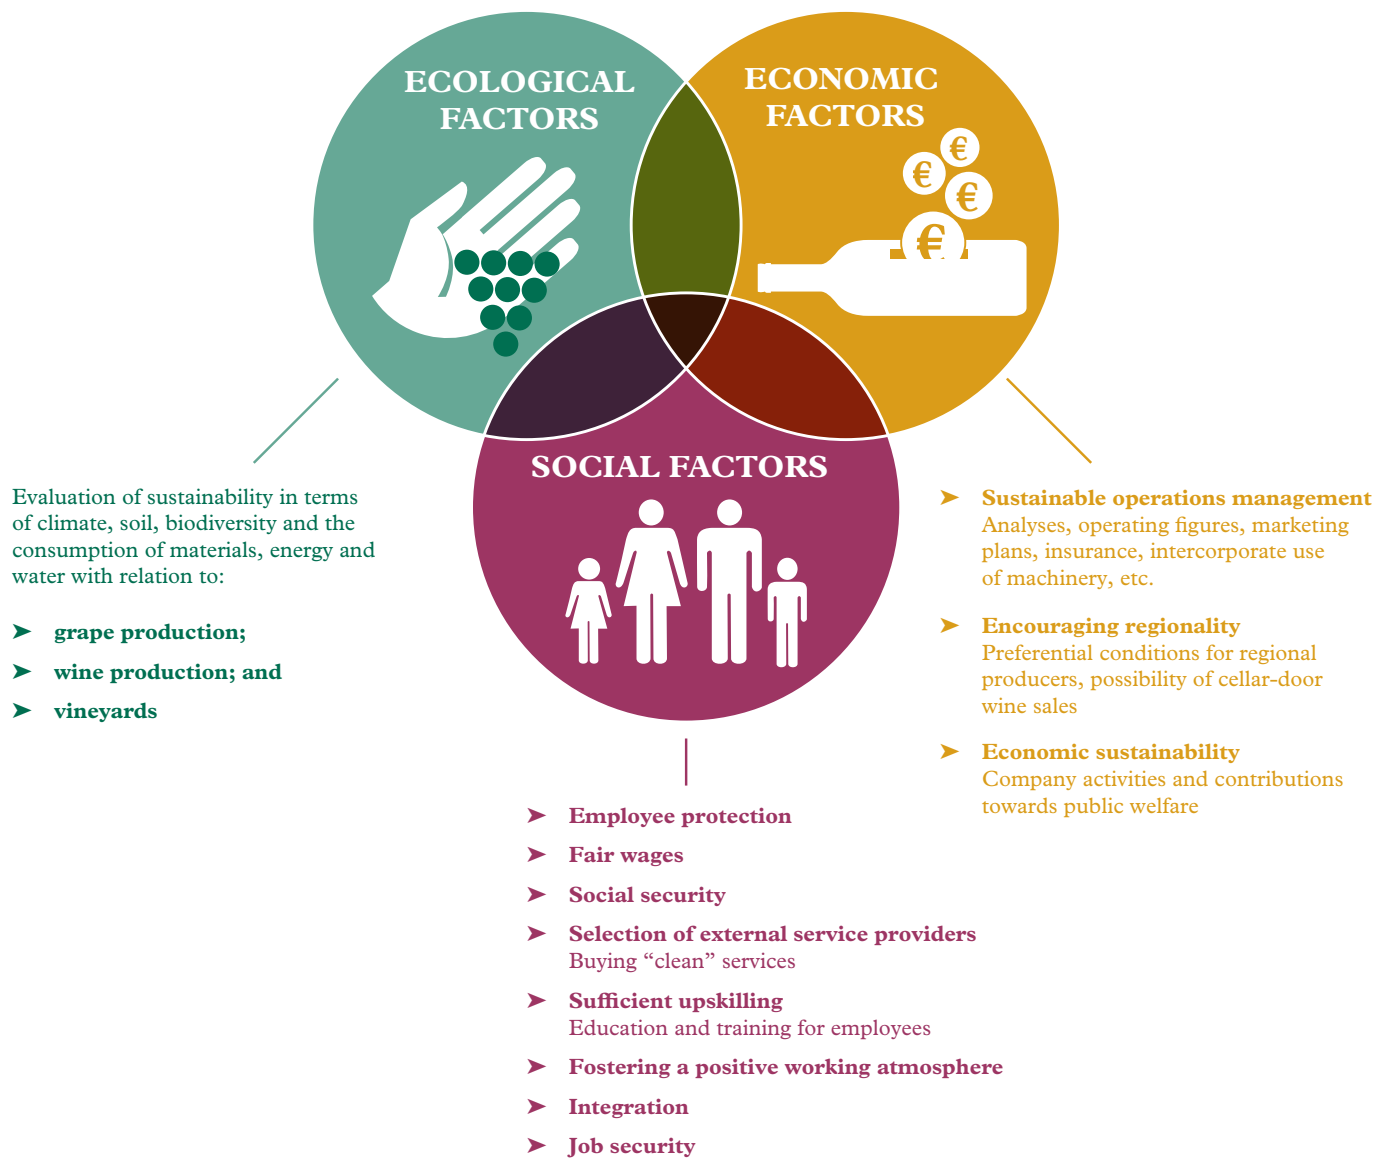 ECOLOGICAL
FACTORS
ECONOMIC
FACTORS
€
€
€
€
SOCIAL FACTORS
Evaluation of sustainability in terms
of climate, soil, biodiversity and the
consumption of materials, energy and
water with relation to:
➤ grape production;
➤ wine production; and
➤ vineyards
➤ Sustainable operations management
Analyses, operating figures, marketing
plans, insurance, intercorporate use
of machinery, etc.
➤ Encouraging regionality
Preferential conditions for regional
producers, possibility of cellar-door
wine sales
➤ Economic sustainability
Company activities and contributions
towards public welfare
➤ Employee protection
➤ Fair wages
➤ Social security
➤ Selection of external service providers
Buying “clean” services
➤ Sufficient upskilling
Education and training for employees
➤ Fostering a positive working atmosphere
➤ Integration
➤ Job security